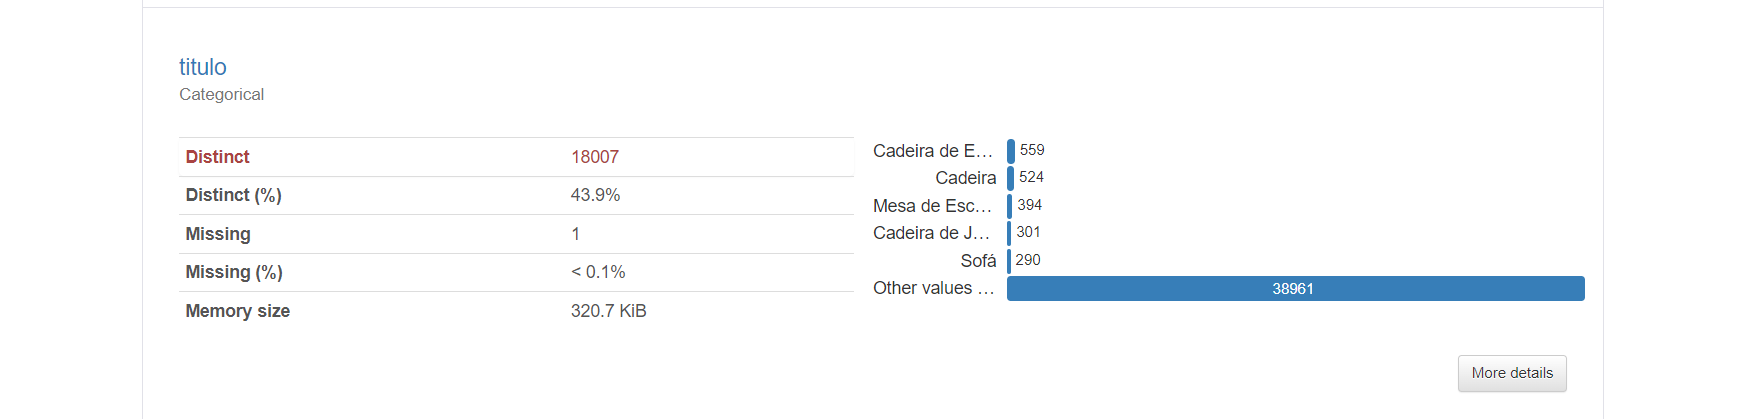 titulo
Categorical
Distinct 18007
Distinct (%) 43.9%
Missing 1
Missing (%) < 0.1%
Memory size 320.7 KiB
Cadeira de E... 559
Cadeira 524
Mesa de Esc... 394
Cadeira de J... 301
Sofá 290
Other values ... 38961
More details